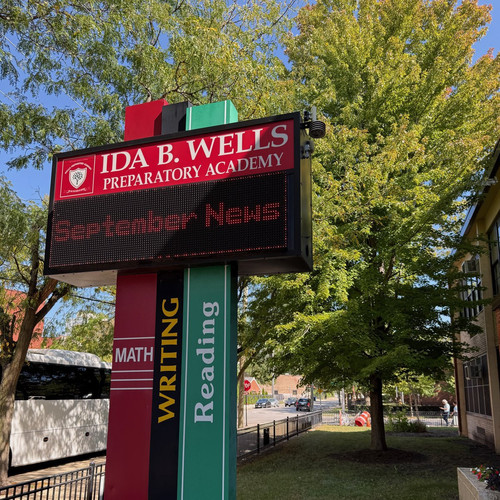 IDA B. WELLS
PREPARATORY ACADEMY
September News
MATH
WRITING
Reading